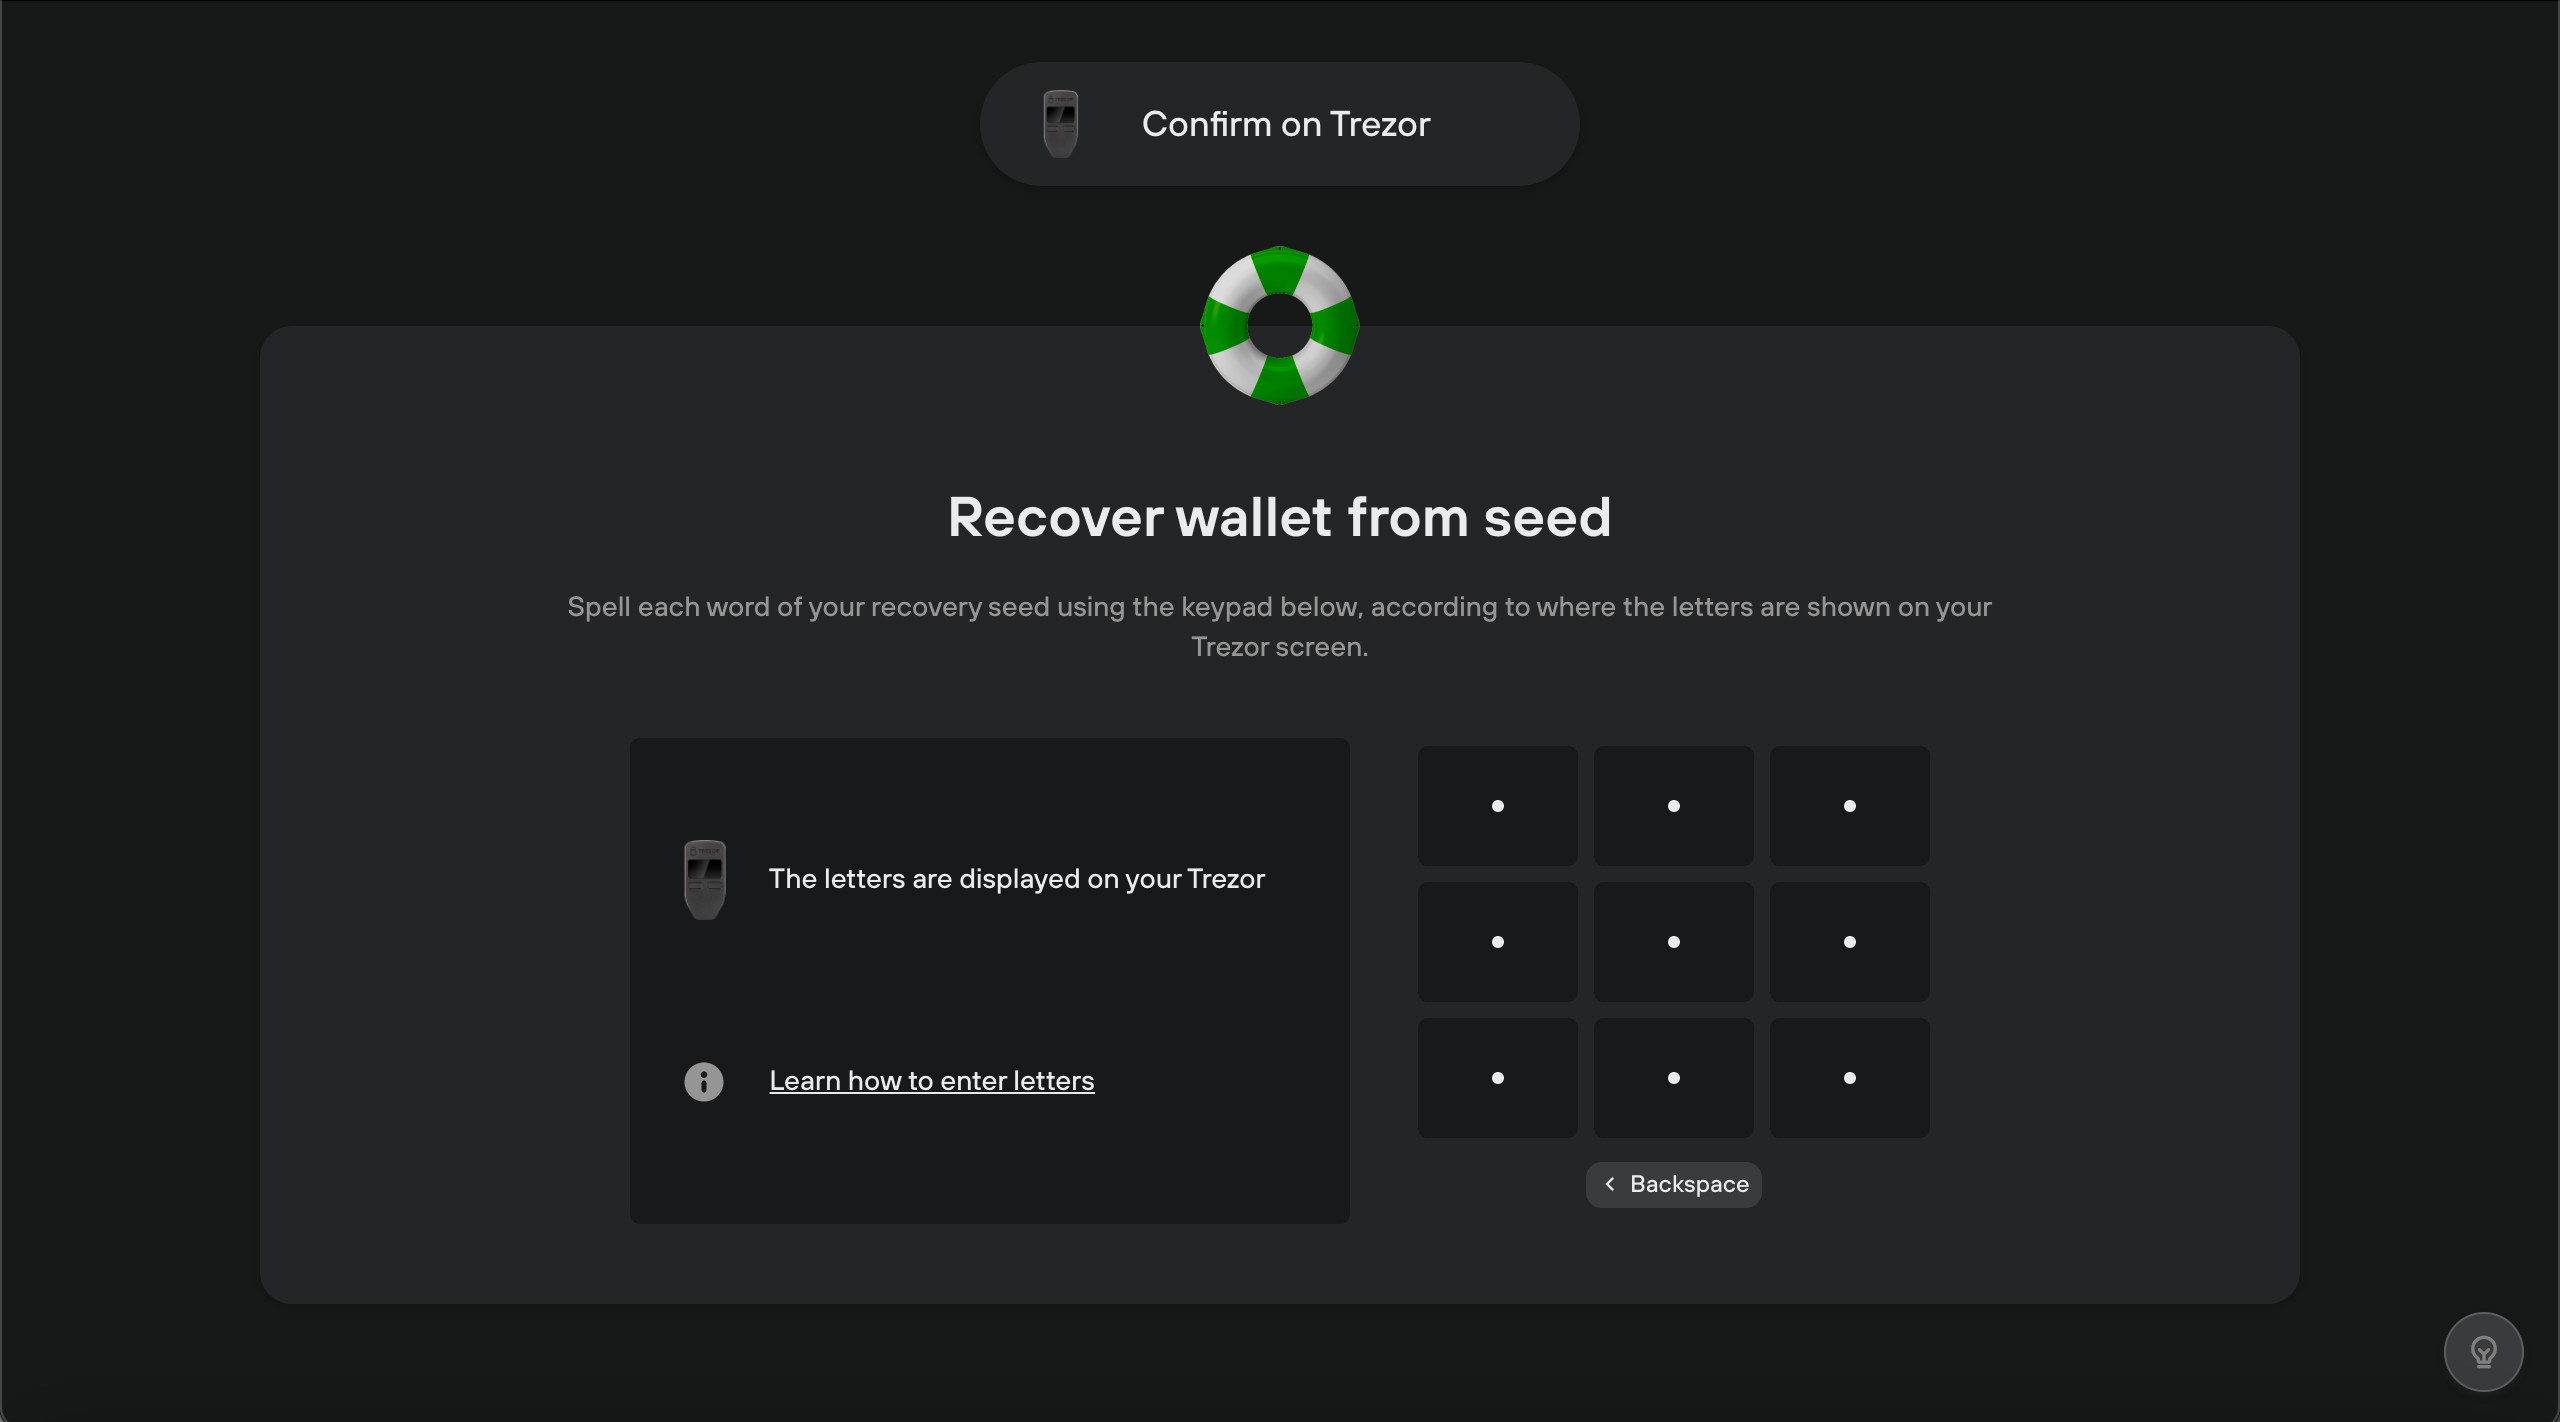 Confirm on Trezor
Recover wallet from seed
Spell each word of your recovery seed using the keypad below, according to where the letters are shown on your
Trezor screen.
The letters are displayed on your Trezor
Learn how to enter letters
Backspace